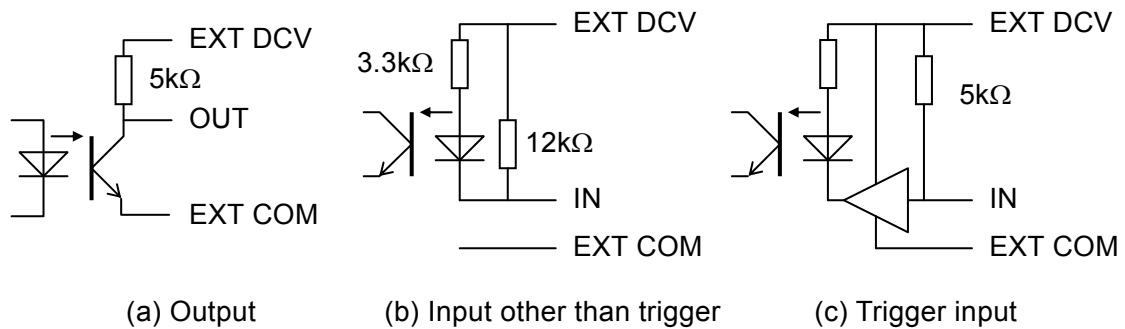 EXT DCV
5kΩ
OUT
EXT COM
(a) Output
EXT DCV
3.3kΩ
12kΩ
IN
EXT COM
(b) Input other than trigger
EXT DCV
5kΩ
IN
EXT COM
(c) Trigger input